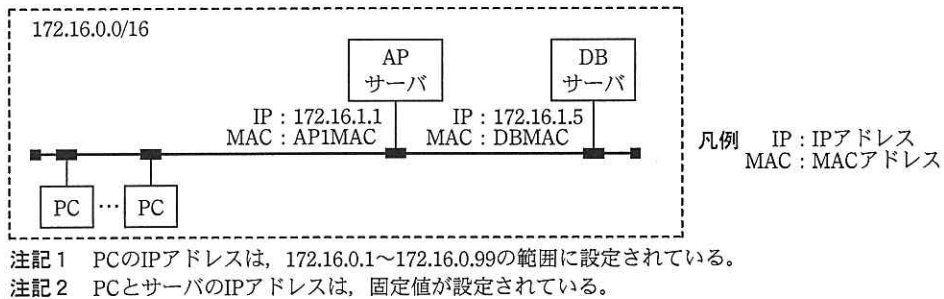 172.16.0.0/16
AP
サーバ
DB
サーバ
IP：172.16.1.1
MAC：AP1MAC
IP：172.16.1.5
MAC：DBMAC
凡例 IP：IPアドレス
MAC：MACアドレス
PC … PC
注記1 PCのIPアドレスは，172.16.0.1～172.16.0.99の範囲に設定されている。
注記2 PCとサーバのIPアドレスは，固定値が設定されている。